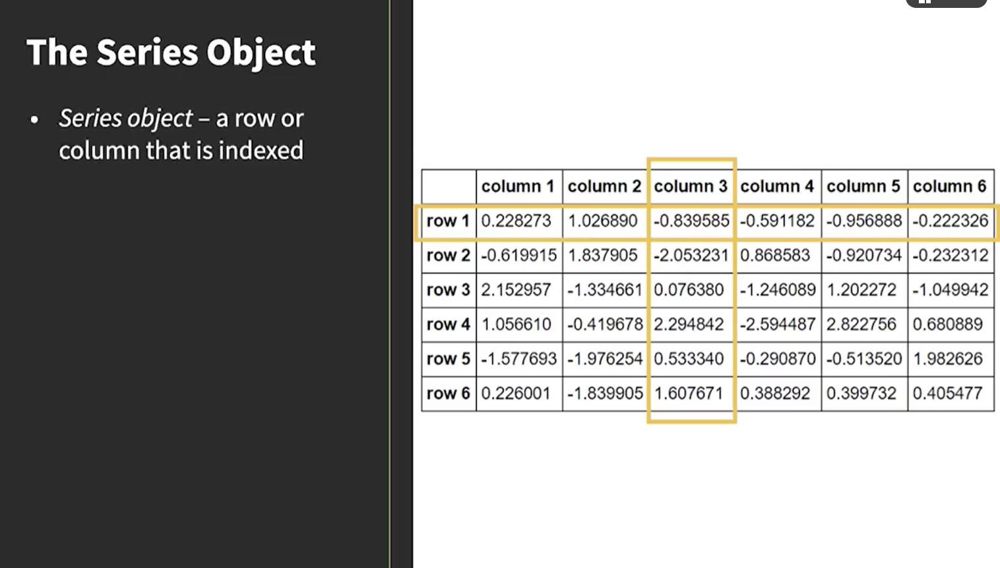 The Series Object
• Series object – a row or
column that is indexed
column 1 column 2 column 3 column 4 column 5 column 6
row 1 0.228273 1.026890 -0.839585 -0.591182 -0.956888 -0.222326
row 2 -0.619915 1.837905 -2.053231 0.868583 -0.920734 -0.232312
row 3 2.152957 -1.334661 0.076380 -1.246089 1.202272 -1.049942
row 4 1.056610 -0.419678 2.294842 -2.594487 2.822756 0.680889
row 5 -1.577693 -1.976254 0.533340 -0.290870 -0.513520 1.982626
row 6 0.226001 -1.839905 1.607671 0.388292 0.399732 0.405477